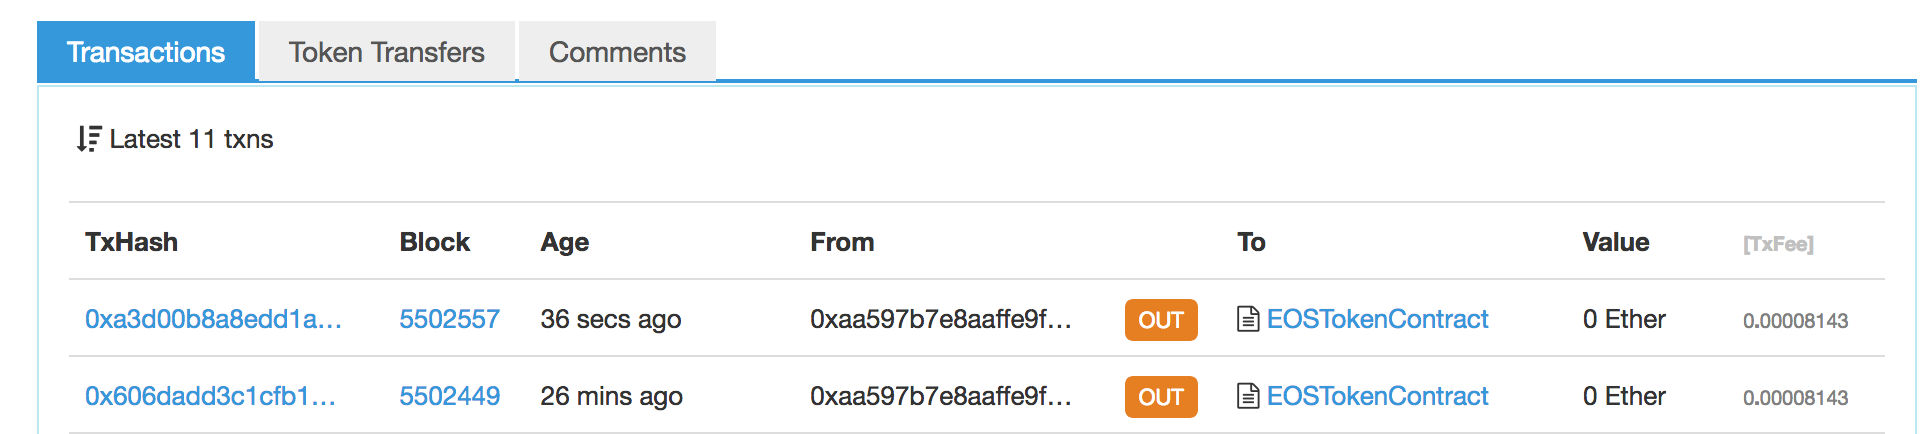 Transactions Token Transfers Comments
Latest 11 txns
TxHash Block Age From To Value [TxFee]
0xa3d00b8a8edd1a... 5502557 36 secs ago 0xaa597b7e8aaffe9f... OUT EOSTokenContract 0 Ether 0.00008143
0x606dadd3c1cfb1... 5502449 26 mins ago 0xaa597b7e8aaffe9f... OUT EOSTokenContract 0 Ether 0.00008143